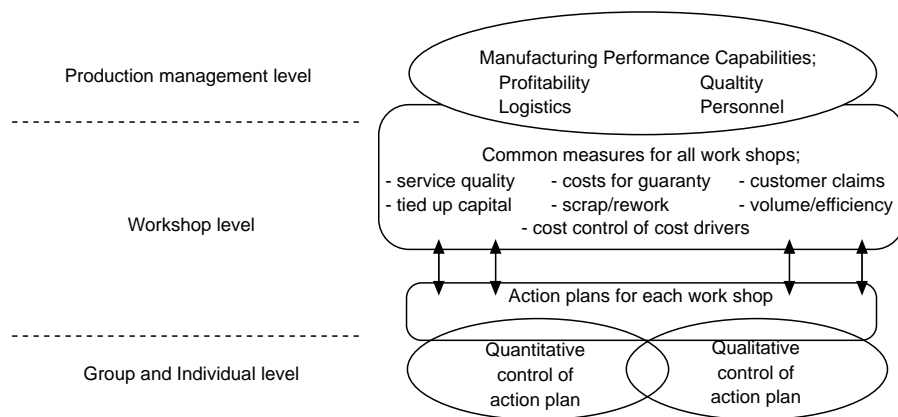 Manufacturing Performance Capabilities;
Production management level
Profitability Qualtity
Logistics Personnel
Common measures for all work shops;
- service quality - costs for guaranty - customer claims
- tied up capital - scrap/rework - volume/efficiency
Workshop level
- cost control of cost drivers
Action plans for each work shop
Group and Individual level
Quantitative
control of
action plan
Qualitative
control of
action plan